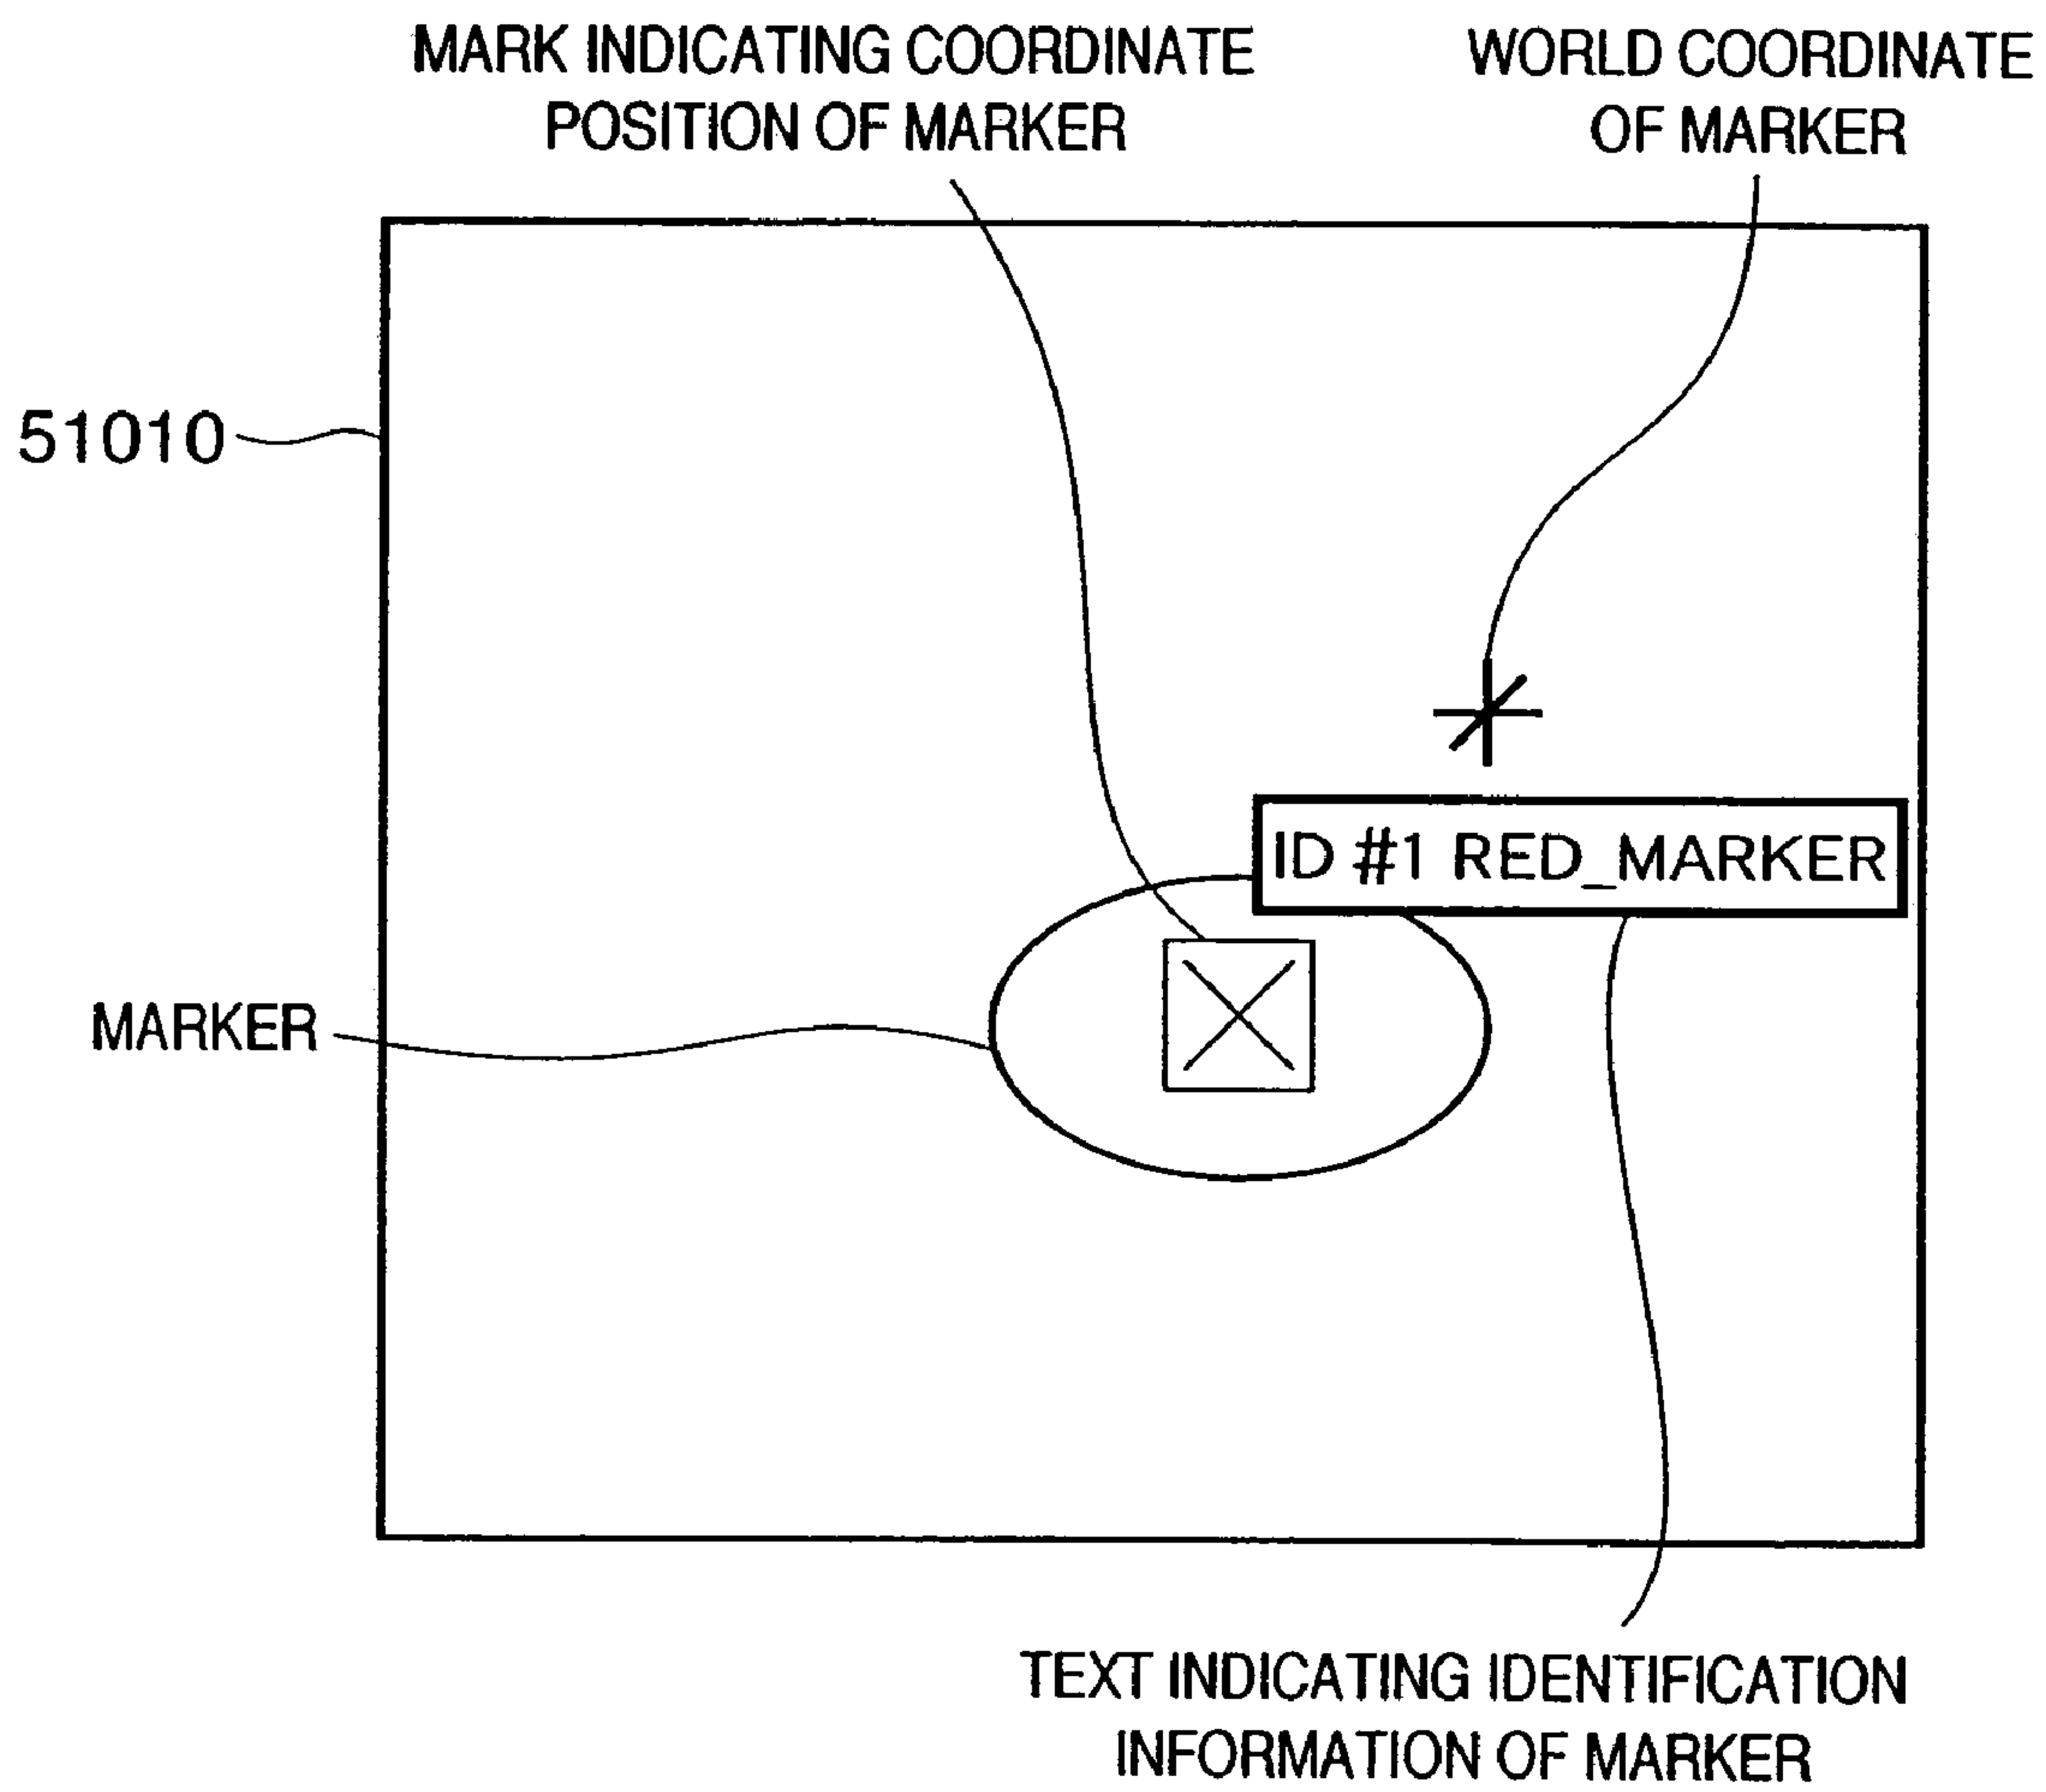 MARK INDICATING COORDINATE
POSITION OF MARKER
WORLD COORDINATE
OF MARKER
51010
ID #1 RED_MARKER
MARKER
TEXT INDICATING IDENTIFICATION
INFORMATION OF MARKER